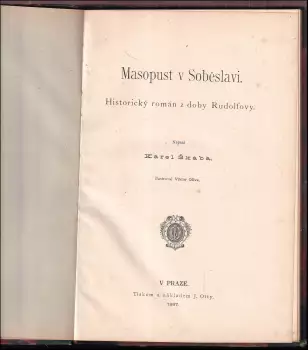 Masopust v Soběslavi.
Historický román z doby Rudolfovy.
Napsal
Karel Škába.
V PRAZE.
Tiskem a nákladem J. Otty.